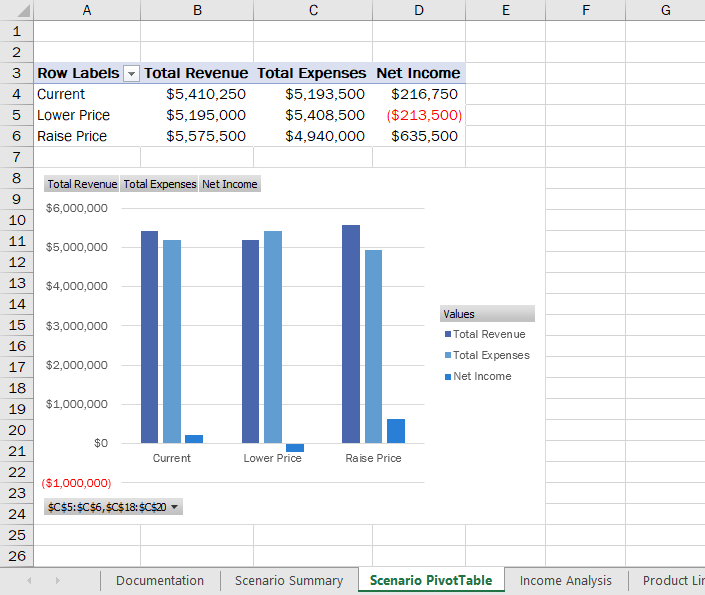 A B C D E F G
1
2
3 Row Labels Total Revenue Total Expenses Net Income
4 Current $5,410,250 $5,193,500 $216,750
5 Lower Price $5,195,000 $5,408,500 ($213,500)
6 Raise Price $5,575,500 $4,940,000 $635,500
7
8 Total Revenue Total Expenses Net Income
9 $6,000,000
10
11 $5,000,000
12
13 $4,000,000
14 Values
15 $3,000,000 Total Revenue
16 Total Expenses
17 $2,000,000 Net Income
18
19 $1,000,000
20
21 $0
Current Lower Price Raise Price
22
23 ($1,000,000)
24 $C$5:$C$6,$C$18:$C$20
25
26
Documentation Scenario Summary Scenario PivotTable Income Analysis Product Lin